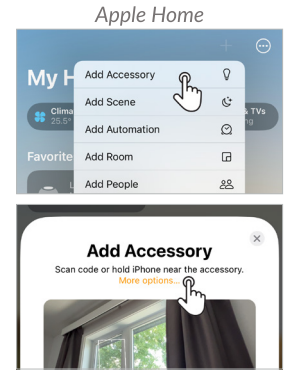 Apple Home
My H
Add Accessory
Add Scene
Clima
25.5°
& TVs
Add Automation
Favorite
Add Room
Add People
Add Accessory
Scan code or hold iPhone near the accessory.
More options...